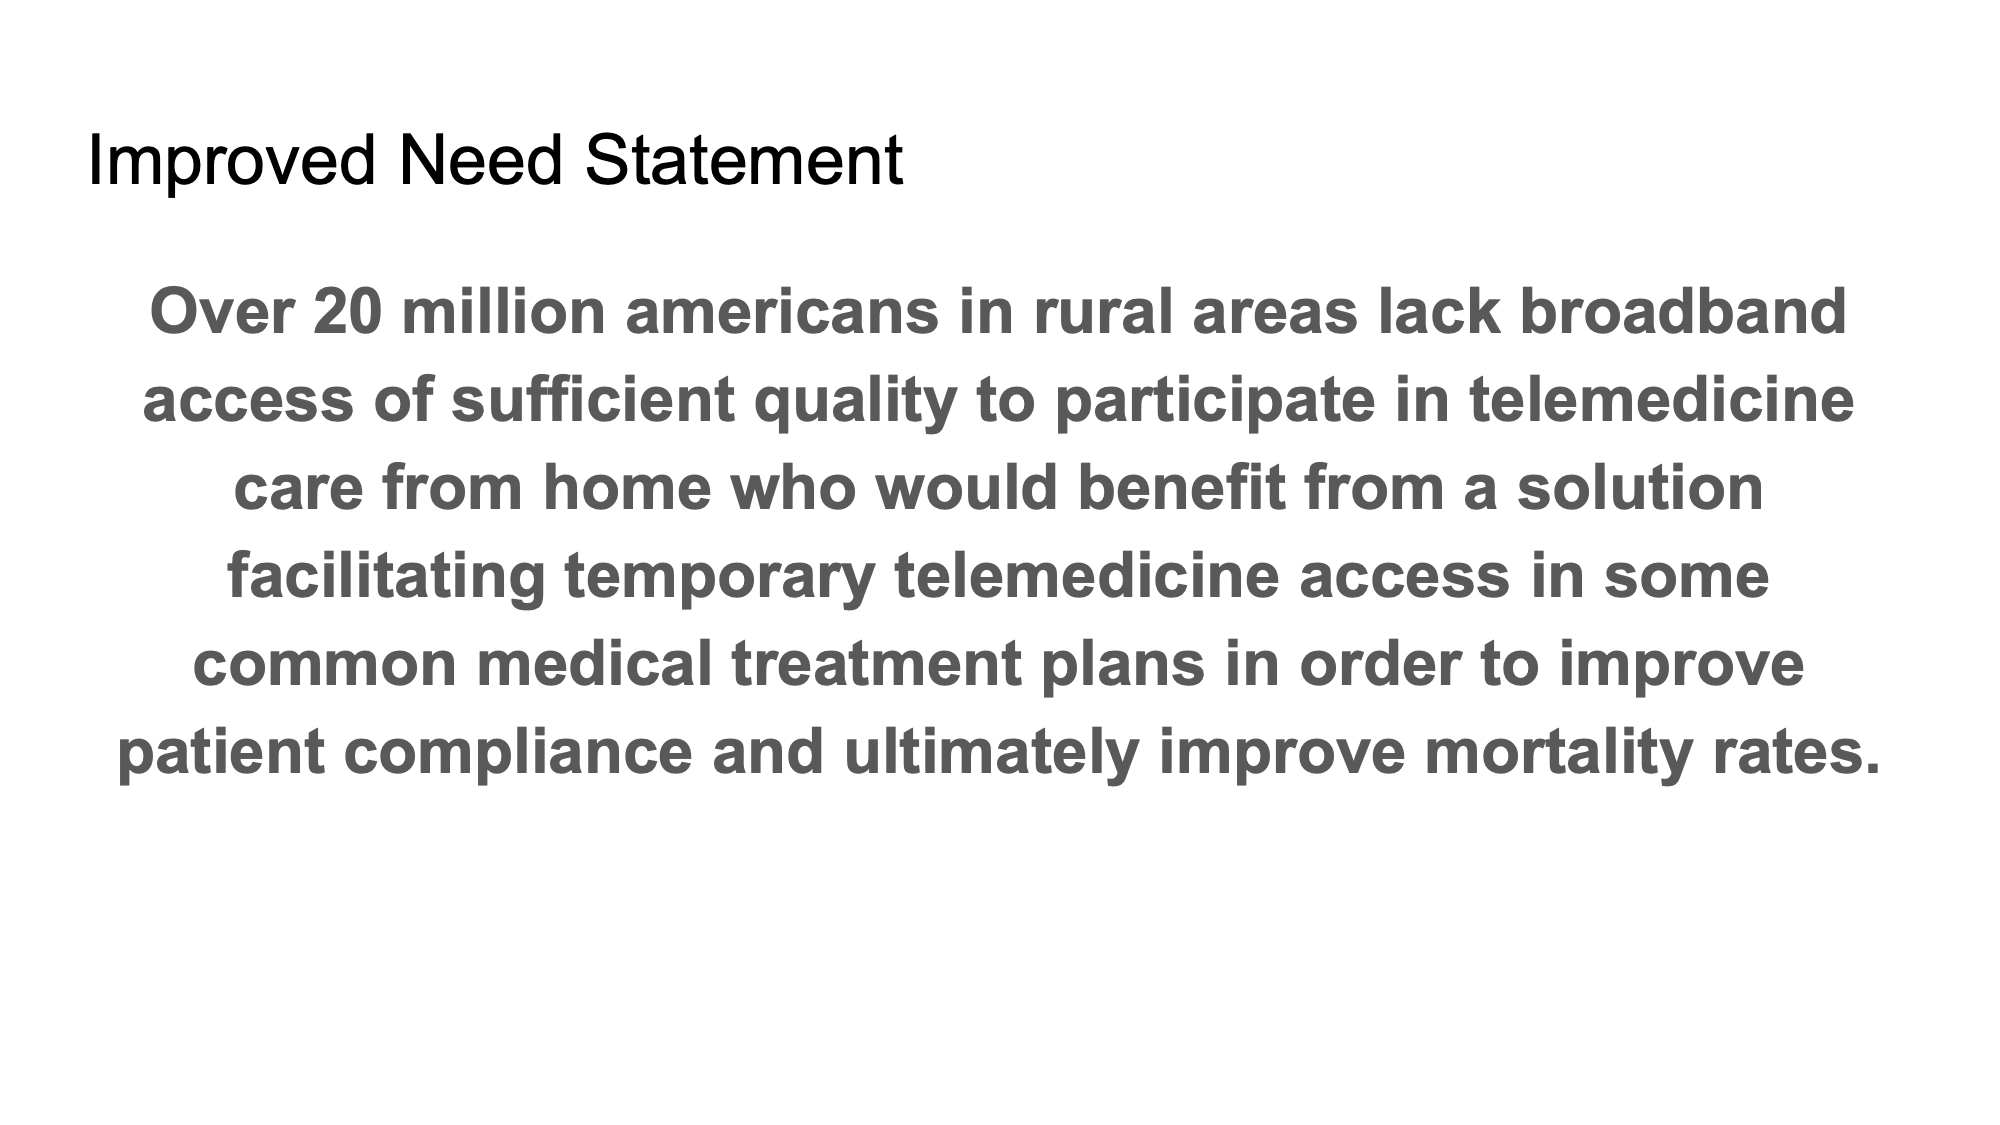 Improved Need Statement
Over 20 million americans in rural areas lack broadband
access of sufficient quality to participate in telemedicine
care from home who would benefit from a solution
facilitating temporary telemedicine access in some
common medical treatment plans in order to improve
patient compliance and ultimately improve mortality rates.